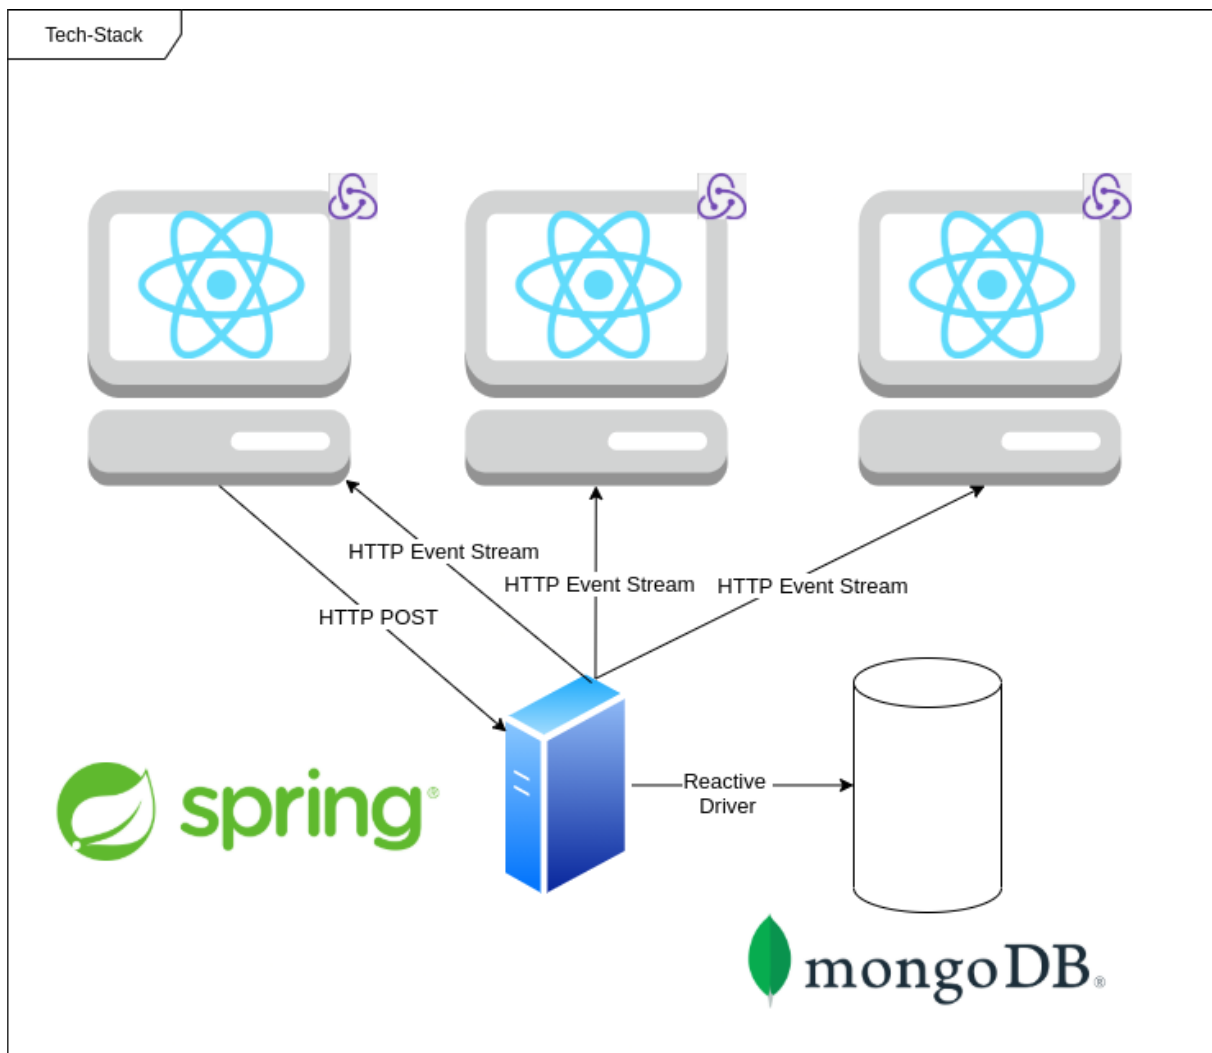 Tech-Stack
HTTP Event Stream
HTTP Event Stream
HTTP Event Stream
HTTP POST
Reactive
Driver
spring®
mongoDB®